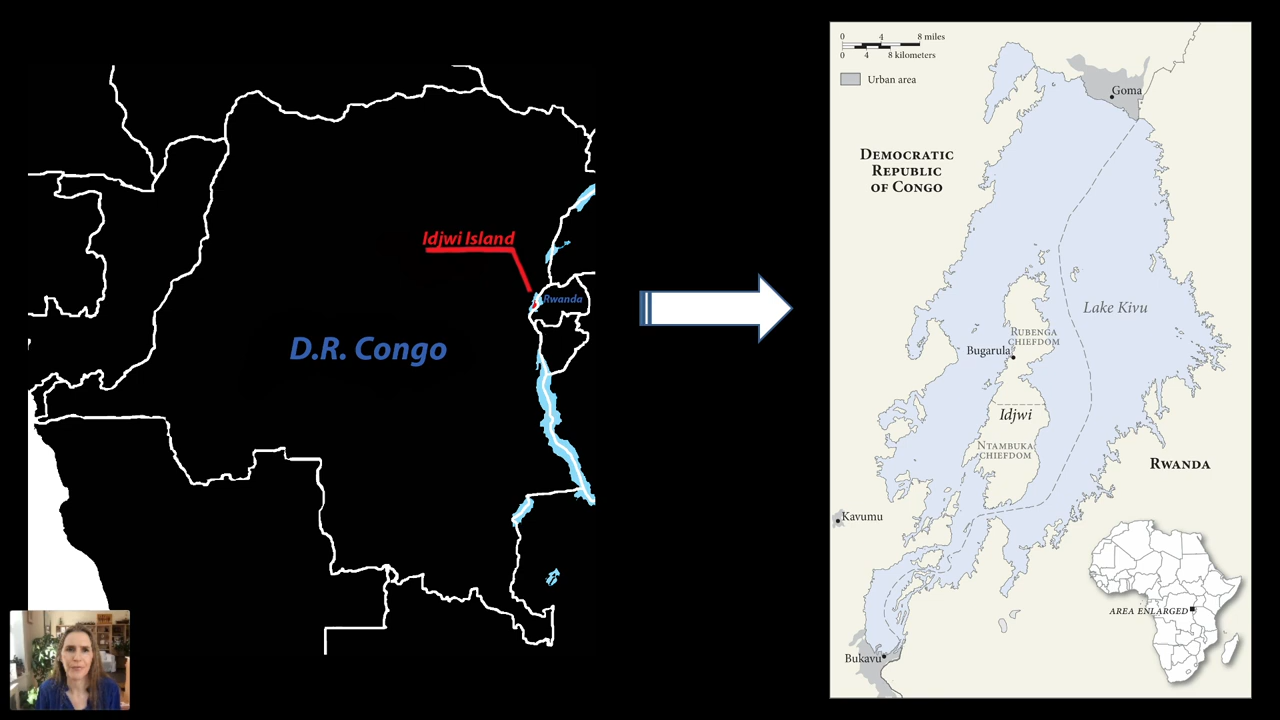 Idjwi Island
Rwanda
D.R. Congo
0 4 8 miles
0 4 8 kilometers
Urban area
Goma
DEMOCRATIC
REPUBLIC
OF CONGO
Lake Kivu
RUBENGA
CHIEFDOM
Bugarula
Idjwi
NTAMBUKA
CHIEFDOM
RWANDA
Kavumu
AREA ENLARGED
Bukavu